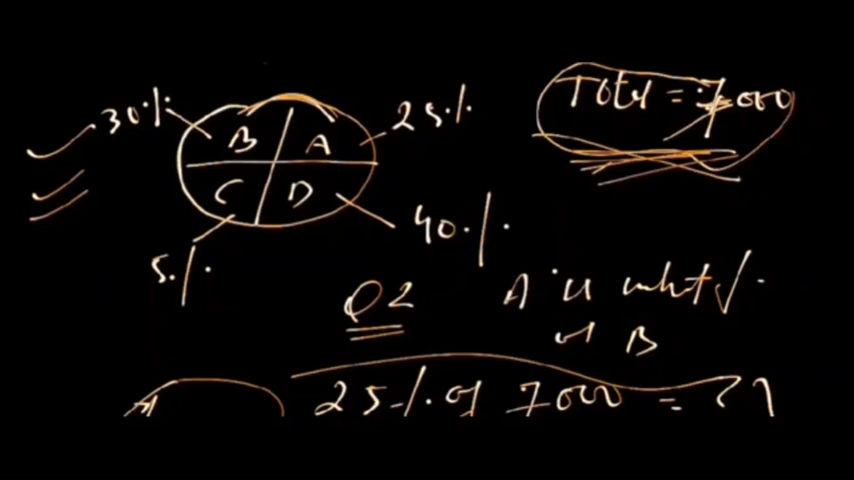 30%
25%
Total = 7000
B
A
C
D
40%
5%
Q2
A is what %
of B
A
25% of 7000 = ??